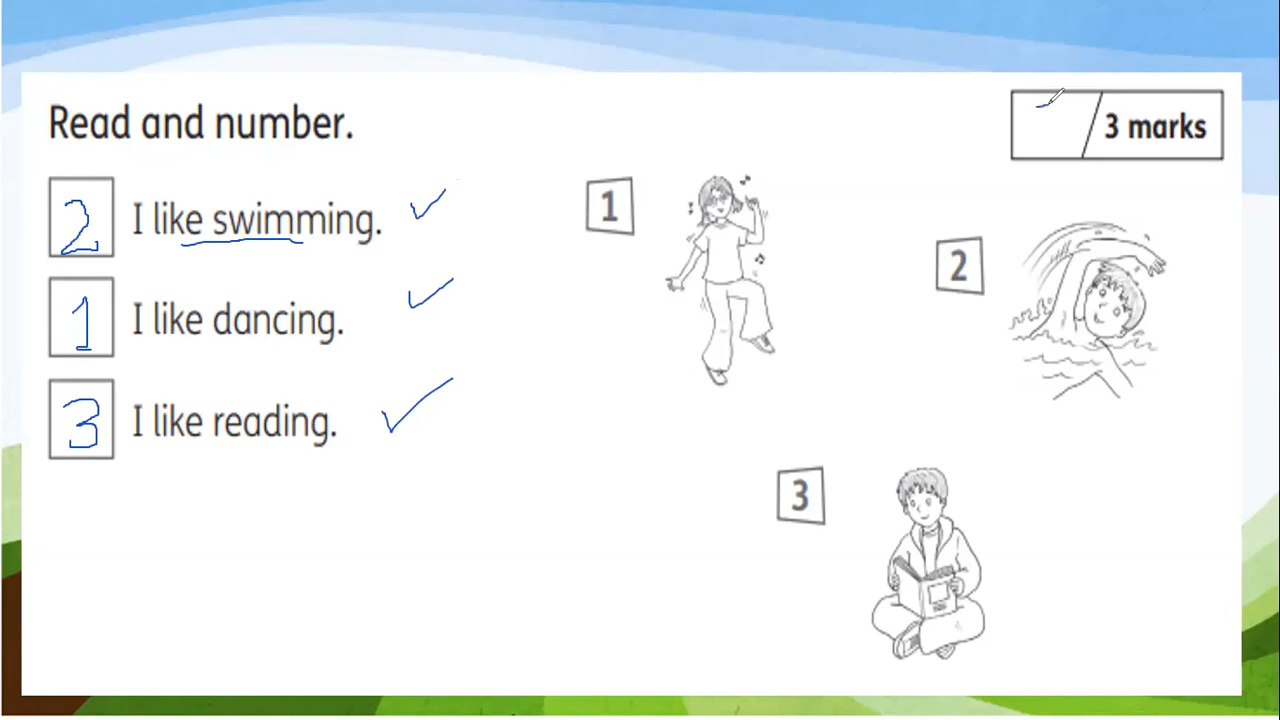 Read and number.
3 marks
2 I like swimming.
1 I like dancing.
3 I like reading.
1
2
3